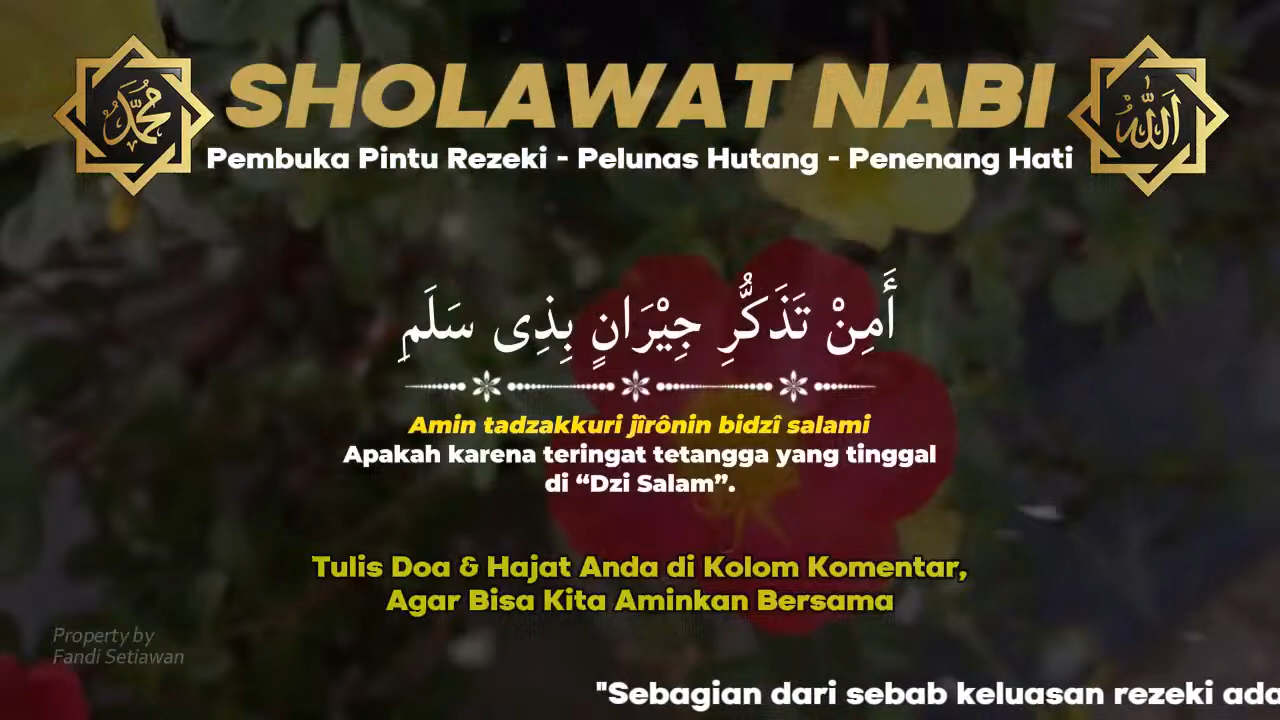 محمد
الله
SHOLAWAT NABI
Pembuka Pintu Rezeki - Pelunas Hutang - Penenang Hati
أَمِنْ تَذَكُّرِ جِيْرَانٍ بِذِى سَلَمِ
Amin tadzakkuri jîrônin bidzî salami
Apakah karena teringat tetangga yang tinggal
di “Dzi Salam”.
Tulis Doa & Hajat Anda di Kolom Komentar,
Agar Bisa Kita Aminkan Bersama
Property by
Fandi Setiawan
"Sebagian dari sebab keluasan rezeki ada